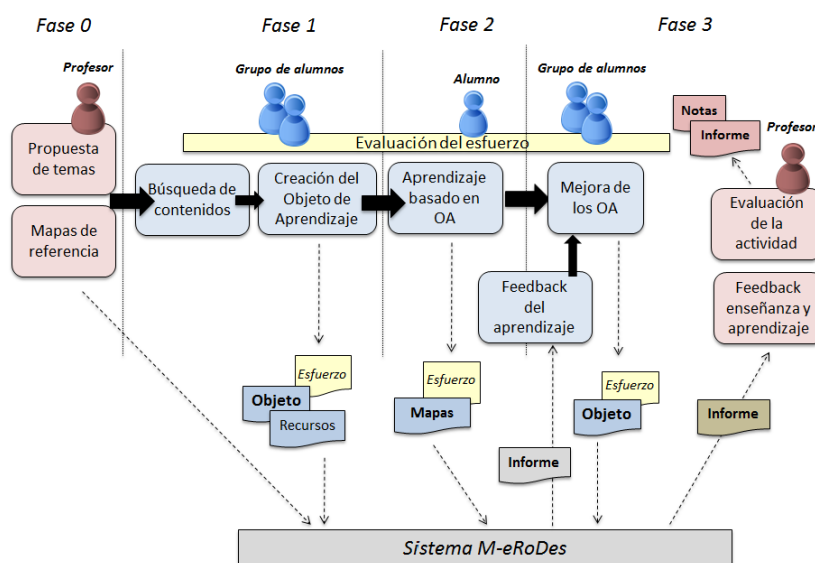 Fase 0
Fase 1
Fase 2
Fase 3
Profesor
Grupo de alumnos
Alumno
Grupo de alumnos
Notas
Informe
Profesor
Evaluación del esfuerzo
Propuesta
de temas
Mapas de
referencia
Búsqueda de
contenidos
Creación del
Objeto de
Aprendizaje
Aprendizaje
basado en
OA
Mejora de
los OA
Evaluación
de la
actividad
Feedback
del
aprendizaje
Feedback
enseñanza y
aprendizaje
Esfuerzo
Objeto
Recursos
Esfuerzo
Mapas
Informe
Esfuerzo
Objeto
Informe
Sistema M-eRoDes